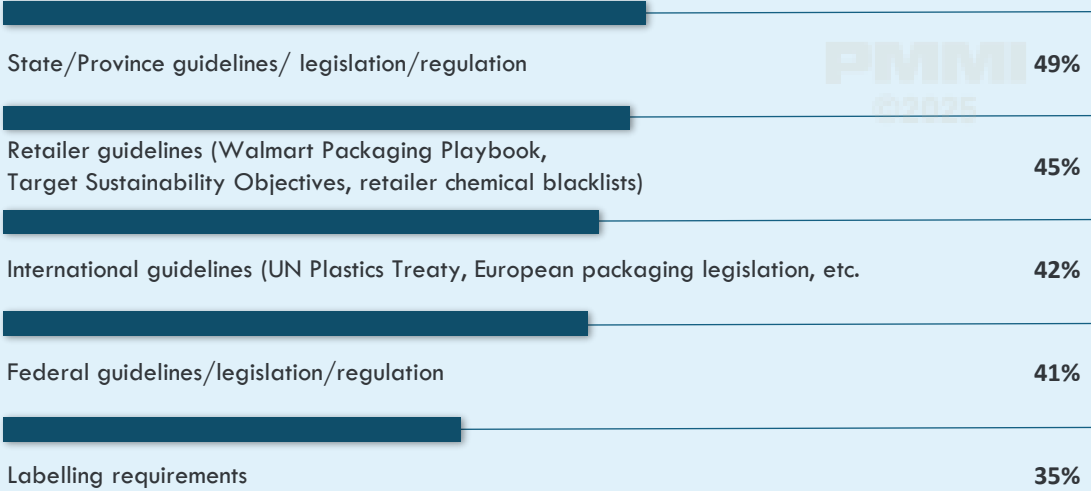 State/Province guidelines/ legislation/regulation 49%
PMMI
©2025
Retailer guidelines (Walmart Packaging Playbook,
Target Sustainability Objectives, retailer chemical blacklists) 45%
International guidelines (UN Plastics Treaty, European packaging legislation, etc. 42%
Federal guidelines/legislation/regulation 41%
Labelling requirements 35%